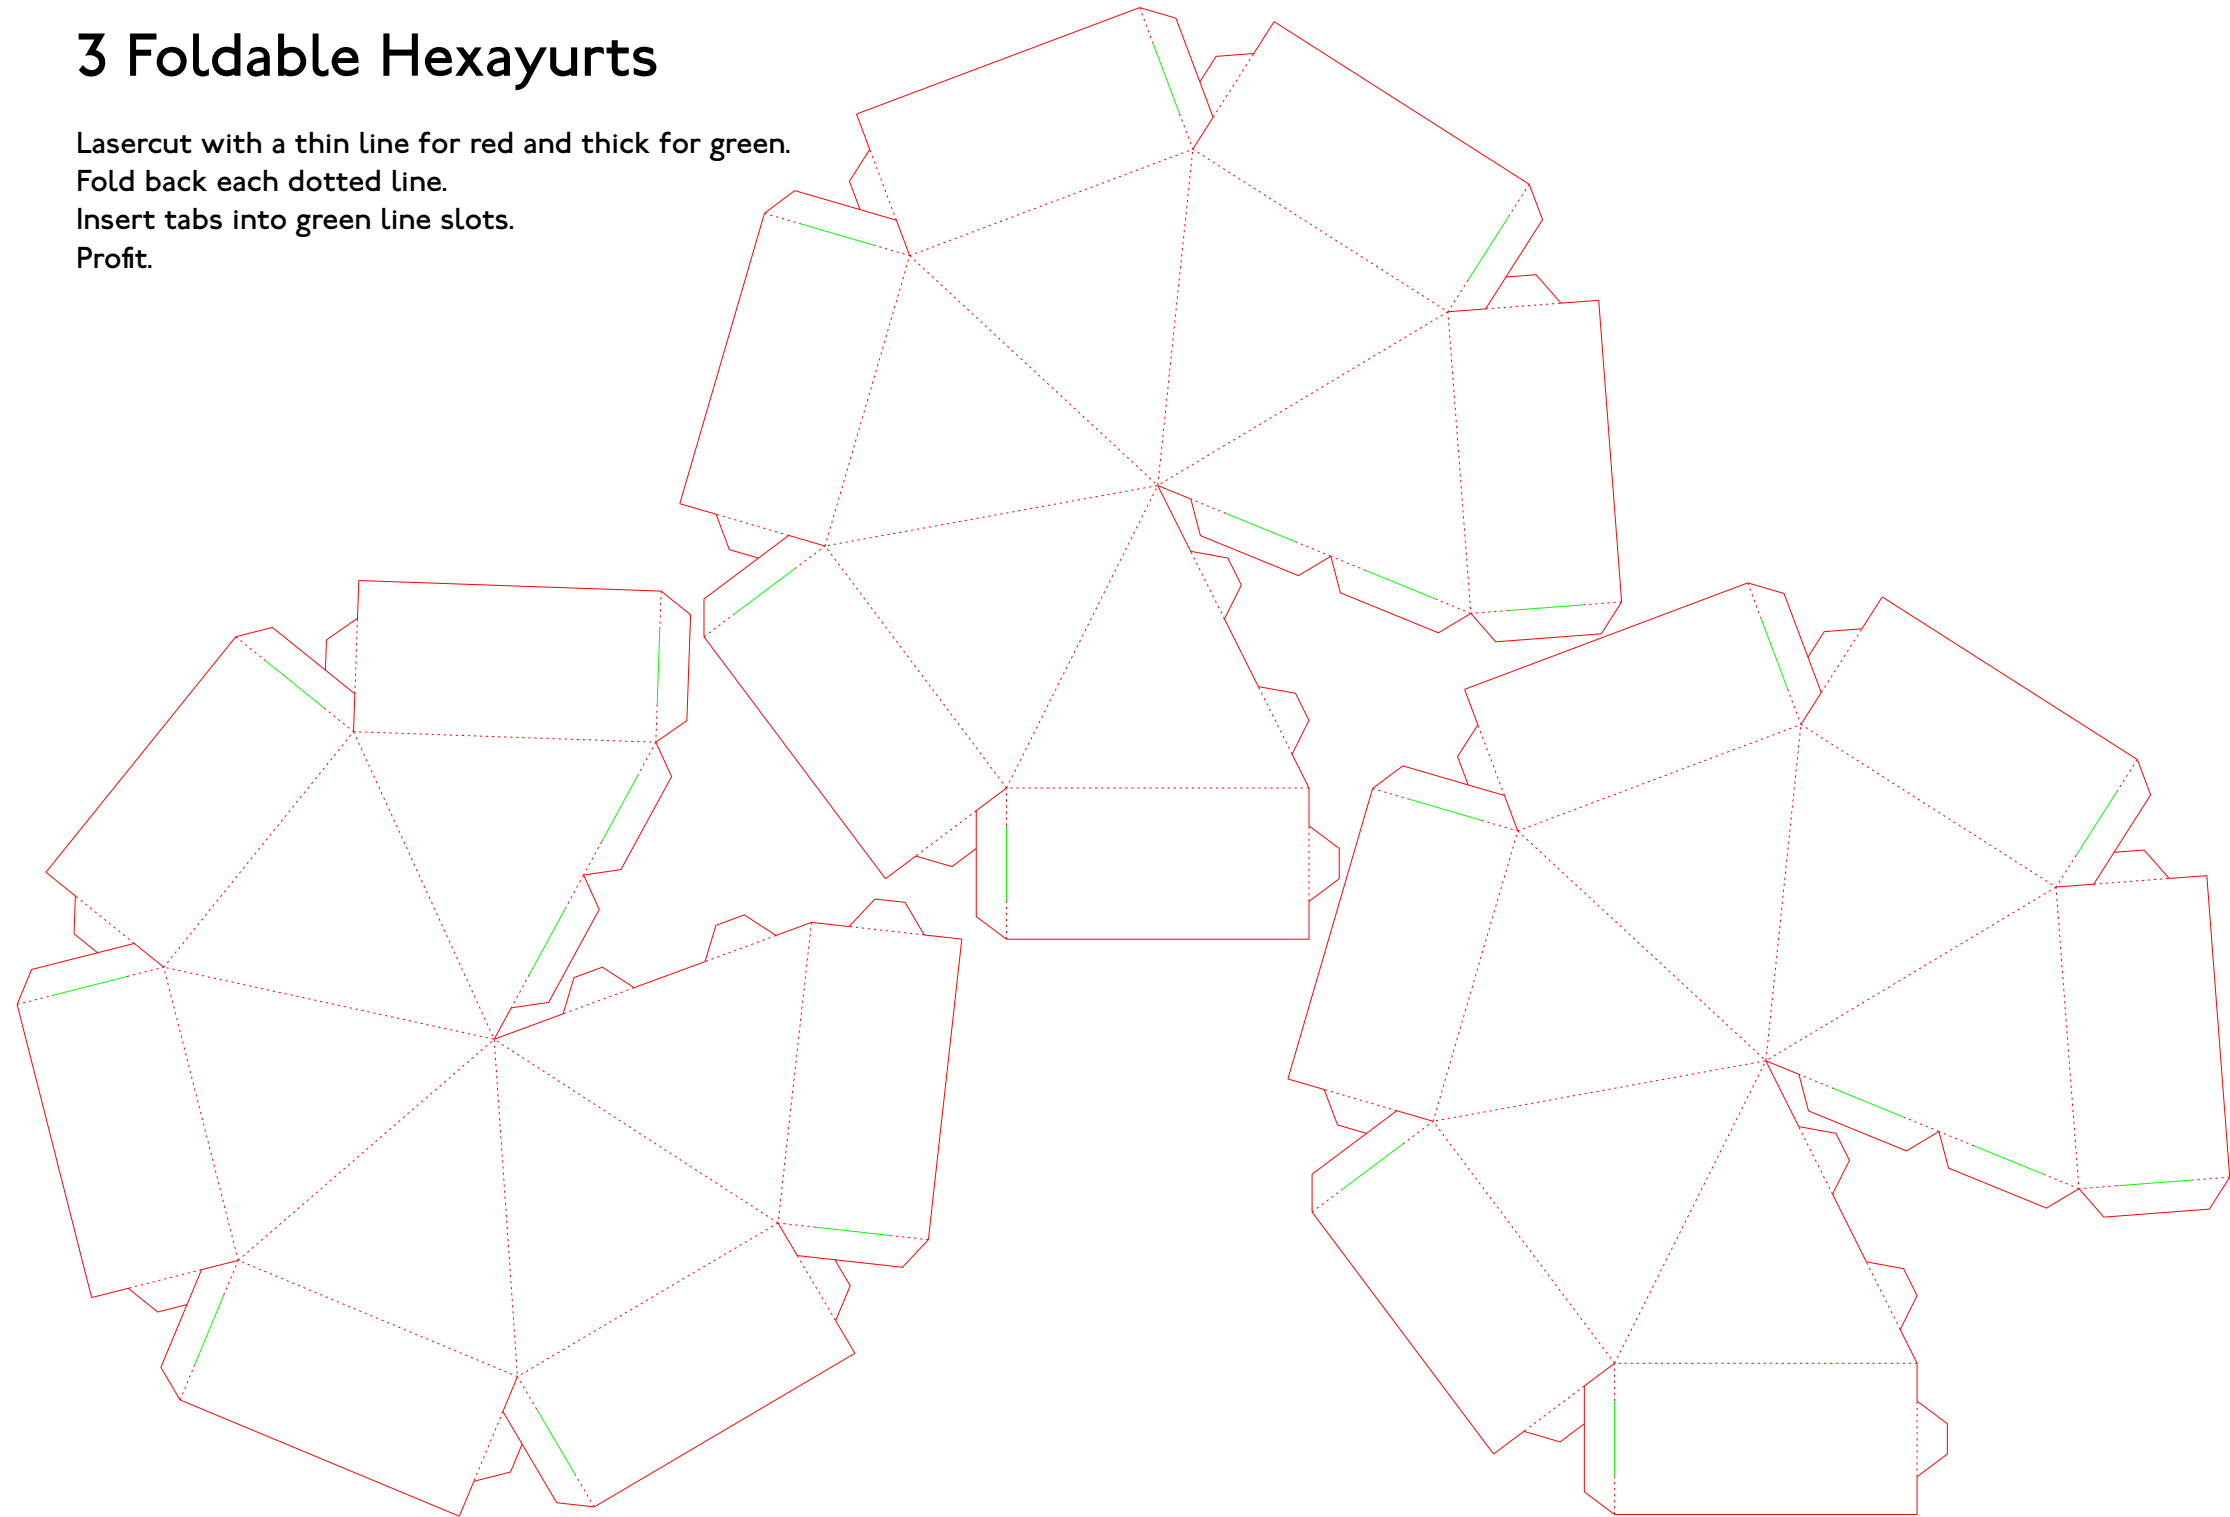 3 Foldable Hexayurts
Lasercut with a thin line for red and thick for green.
Fold back each dotted line.
Insert tabs into green line slots.
Profit.